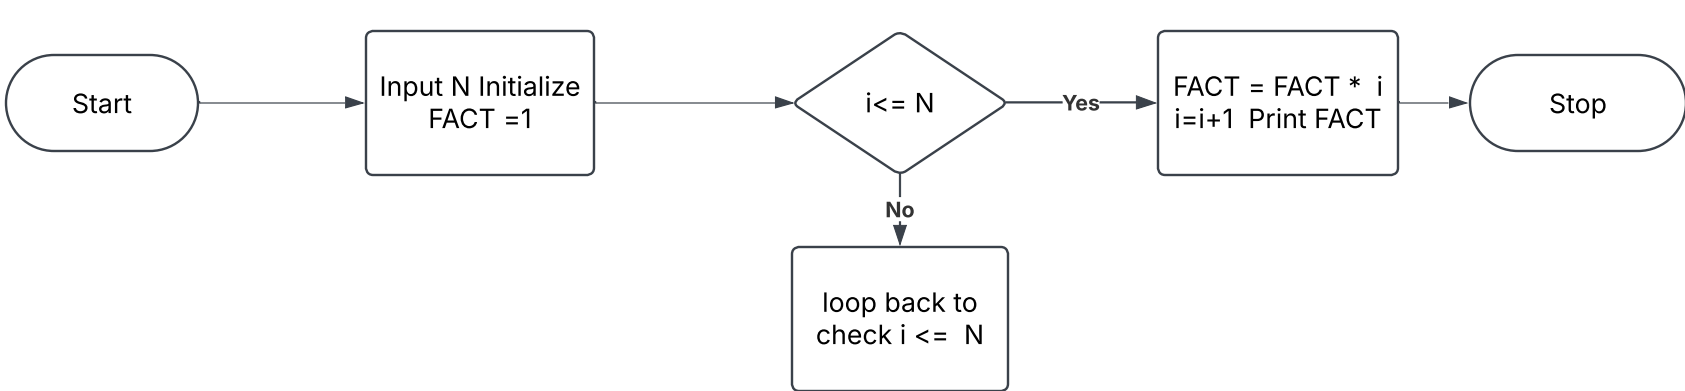 Start
Input N Initialize
FACT =1
i<= N
Yes
FACT = FACT * i
i=i+1 Print FACT
Stop
No
loop back to
check i <= N